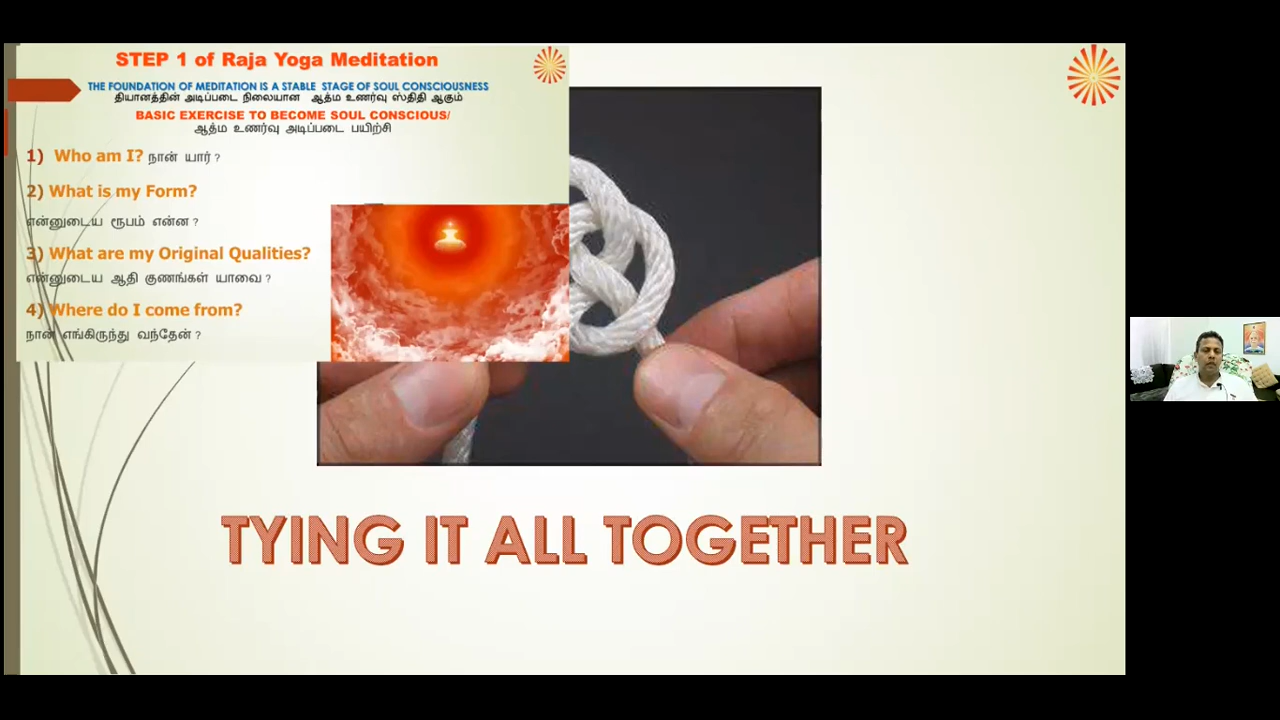 STEP 1 of Raja Yoga Meditation
THE FOUNDATION OF MEDITATION IS A STABLE STAGE OF SOUL CONSCIOUSNESS
தியானத்தின் அடிப்படை நிலையான ஆத்ம உணர்வு ஸ்திதி ஆகும்
BASIC EXERCISE TO BECOME SOUL CONSCIOUS/
ஆத்ம உணர்வு அடிப்படை பயிற்சி
1) Who am I? நான் யார் ?
2) What is my Form?
என்னுடைய ரூபம் என்ன ?
3) What are my Original Qualities?
என்னுடைய ஆதி குணங்கள் யாவை ?
4) Where do I come from?
நான் எங்கிருந்து வந்தேன் ?
TYING IT ALL TOGETHER